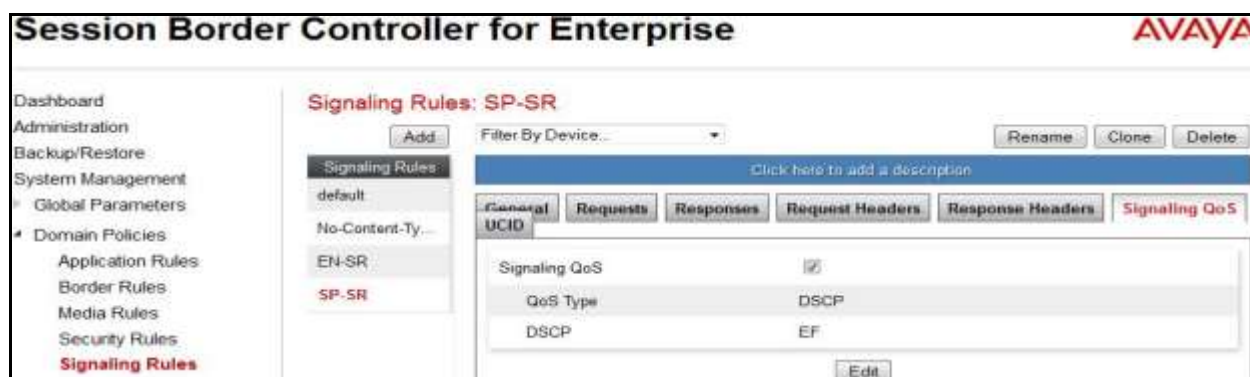 Session Border Controller for Enterprise
AVAYA
Dashboard
Administration
Backup/Restore
System Management
Global Parameters
Domain Policies
Application Rules
Border Rules
Media Rules
Security Rules
Signaling Rules
Signaling Rules: SP-SR
Add
Filter By Device...
Rename
Clone
Delete
Signaling Rules
default
No-Content-Ty...
EN-SR
SP-SR
Click here to add a description
General
Requests
Responses
Request Headers
Response Headers
Signaling QoS
UCID
Signaling QoS
QoS Type DSCP
DSCP EF
Edit